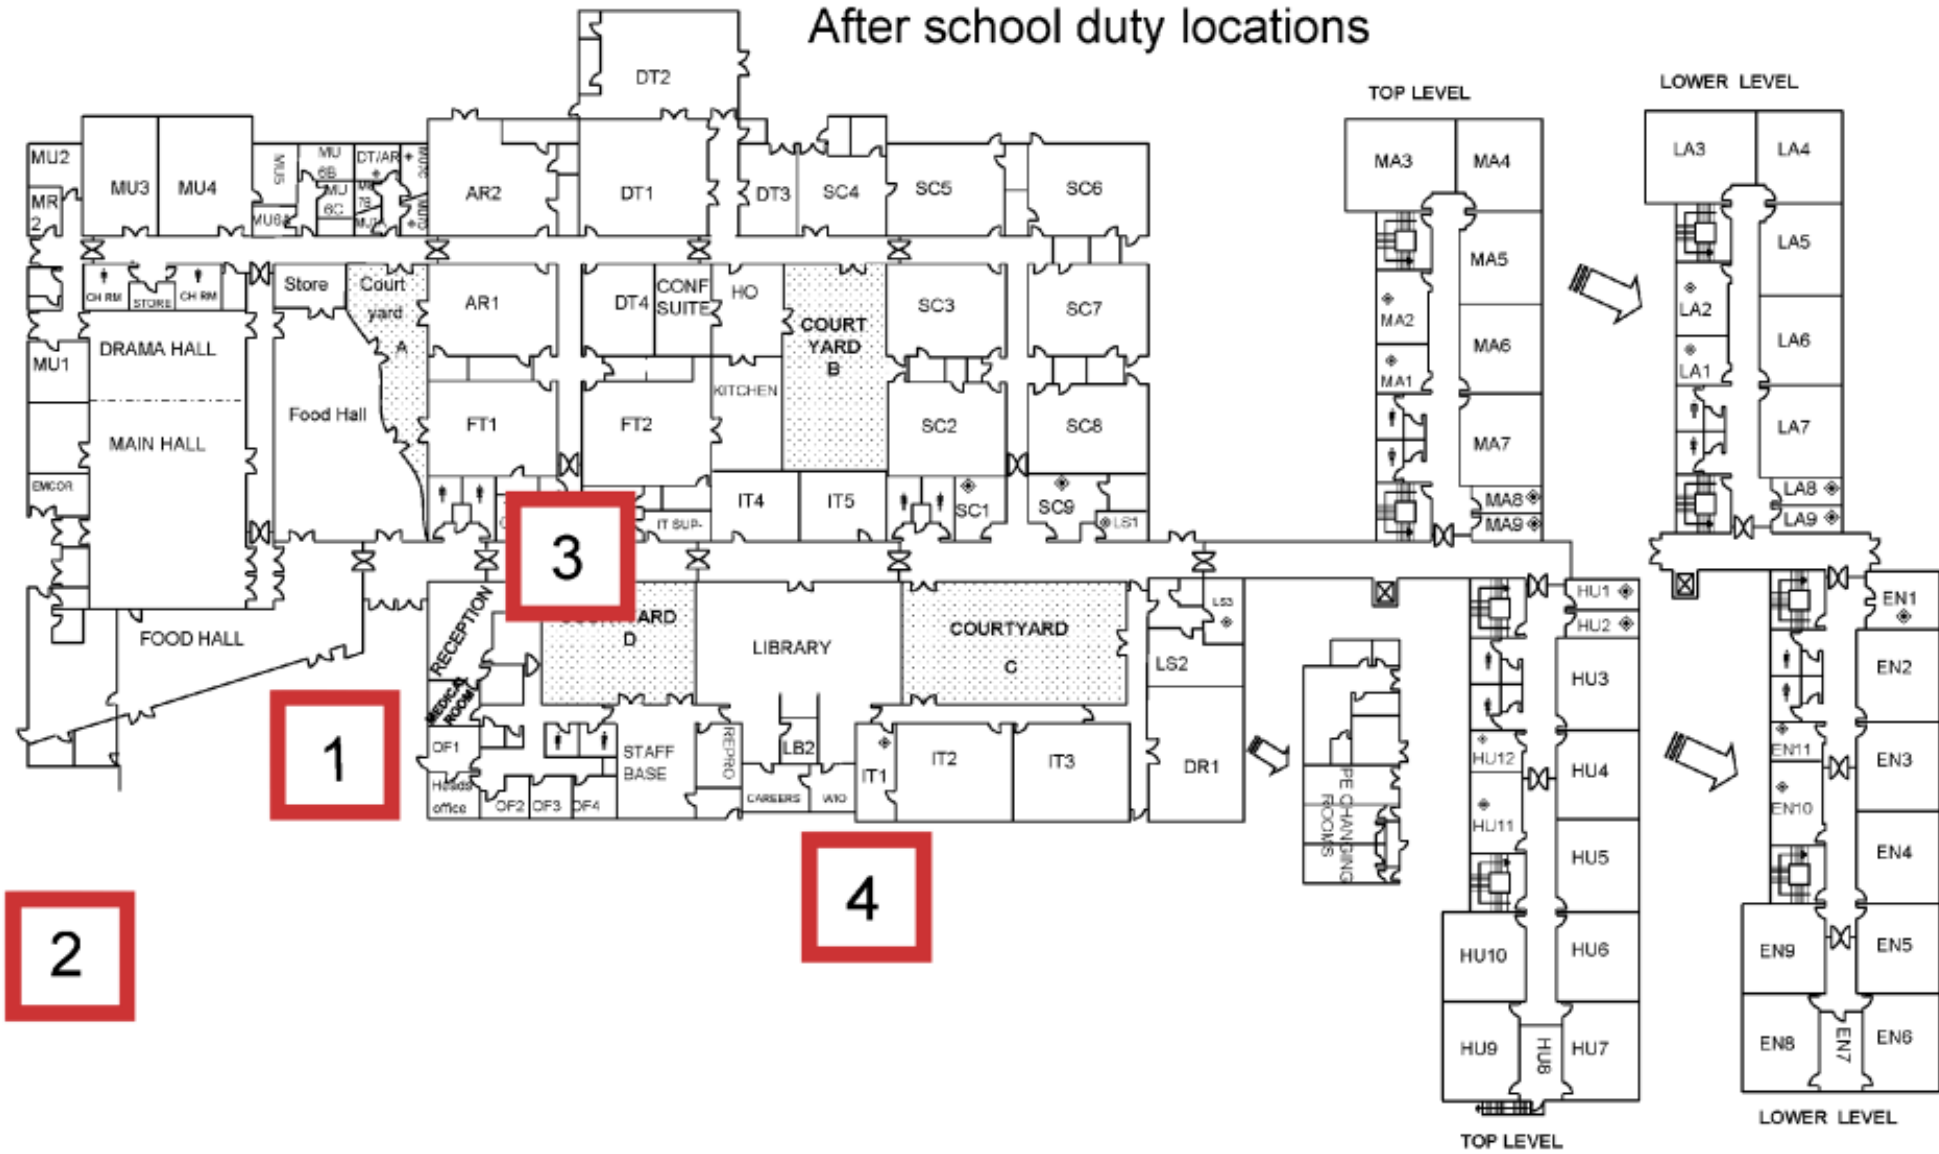 After school duty locations
TOP LEVEL
LOWER LEVEL
DT2
MU2
MU3
MU4
MU5
MU
6B
DT/AR
MU
6C
MU6A
7B
MR
2
AR2
DT1
DT3
SC4
SC5
SC6
CH RM
STORE
CH RM
Store
Court
yard
A
AR1
DT4
CONF
SUITE
HO
COURT
YARD
B
SC3
SC7
DRAMA HALL
MU1
MAIN HALL
EMCOR
Food Hall
FT1
FT2
KITCHEN
SC2
SC8
IT SUP-
IT4
IT5
SC1
SC9
LS1
3
FOOD HALL
RECEPTION
MEDICAL
ROOM
ARD
D
LIBRARY
COURTYARD
C
LS3
LS2
DR1
1
OF1
Heads
office
OF2
OF3
OF4
STAFF
BASE
REPRO
LB2
CAREERS
WIO
IT1
IT2
IT3
PE CHANGING
ROOMS
2
4
MA3
MA4
MA5
MA2
MA1
MA6
MA7
MA8
MA9
LA3
LA4
LA5
LA2
LA1
LA6
LA7
LA8
LA9
HU1
HU2
HU3
HU12
HU4
HU11
HU5
HU10
HU6
HU9
HU8
HU7
TOP LEVEL
EN1
EN2
EN11
EN3
EN10
EN4
EN9
EN5
EN8
EN7
EN6
LOWER LEVEL